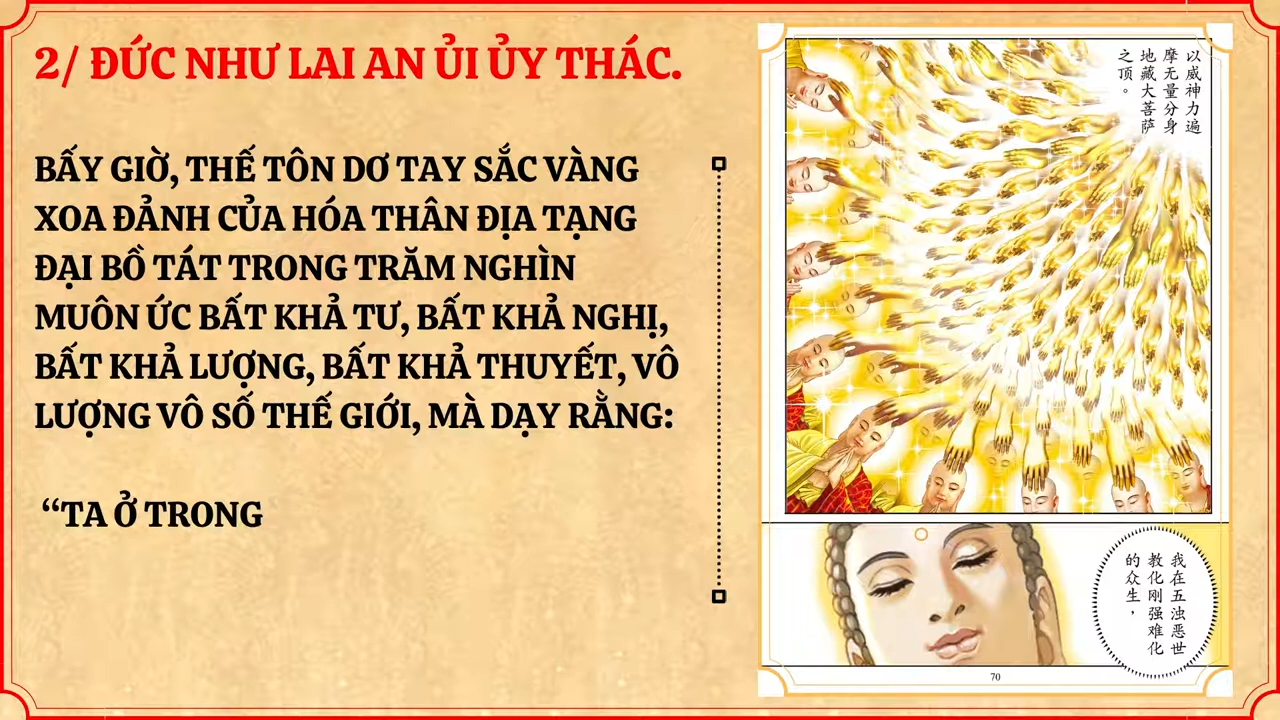 2/ ĐỨC NHƯ LAI AN ỦI ỦY THÁC.
BẤY GIỜ, THẾ TÔN DƠ TAY SẮC VÀNG
XOA ĐẢNH CỦA HÓA THÂN ĐỊA TẠNG
ĐẠI BỒ TÁT TRONG TRĂM NGHÌN
MUÔN ỨC BẤT KHẢ TƯ, BẤT KHẢ NGHỊ,
BẤT KHẢ LƯỢNG, BẤT KHẢ THUYẾT, VÔ
LƯỢNG VÔ SỐ THẾ GIỚI, MÀ DẠY RẰNG:
“TA Ở TRONG
以威神力遍
摩无量分身
地藏大菩萨
之顶。
我在五浊恶世
教化刚强难化
的众生，
70